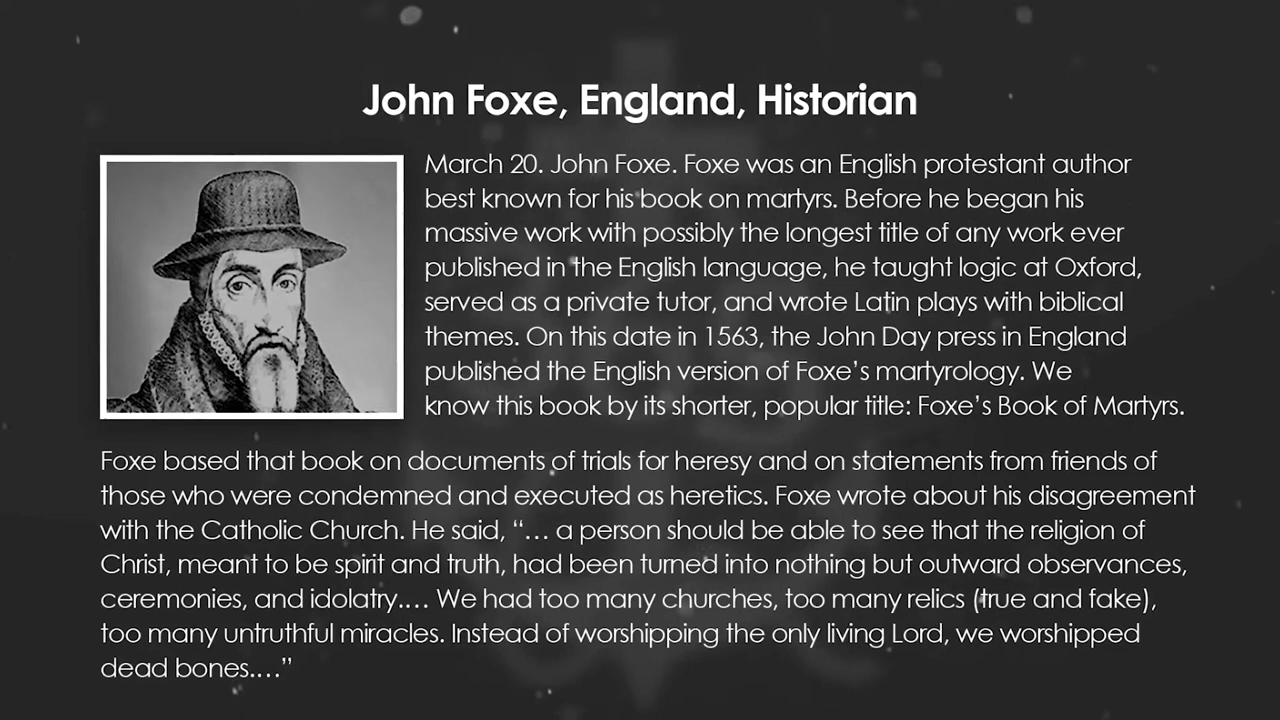 John Foxe, England, Historian
March 20. John Foxe. Foxe was an English protestant author
best known for his book on martyrs. Before he began his
massive work with possibly the longest title of any work ever
published in the English language, he taught logic at Oxford,
served as a private tutor, and wrote Latin plays with biblical
themes. On this date in 1563, the John Day press in England
published the English version of Foxe’s martyrology. We
know this book by its shorter, popular title: Foxe’s Book of Martyrs.
Foxe based that book on documents of trials for heresy and on statements from friends of
those who were condemned and executed as heretics. Foxe wrote about his disagreement
with the Catholic Church. He said, “… a person should be able to see that the religion of
Christ, meant to be spirit and truth, had been turned into nothing but outward observances,
ceremonies, and idolatry.… We had too many churches, too many relics (true and fake),
too many untruthful miracles. Instead of worshipping the only living Lord, we worshipped
dead bones.…”